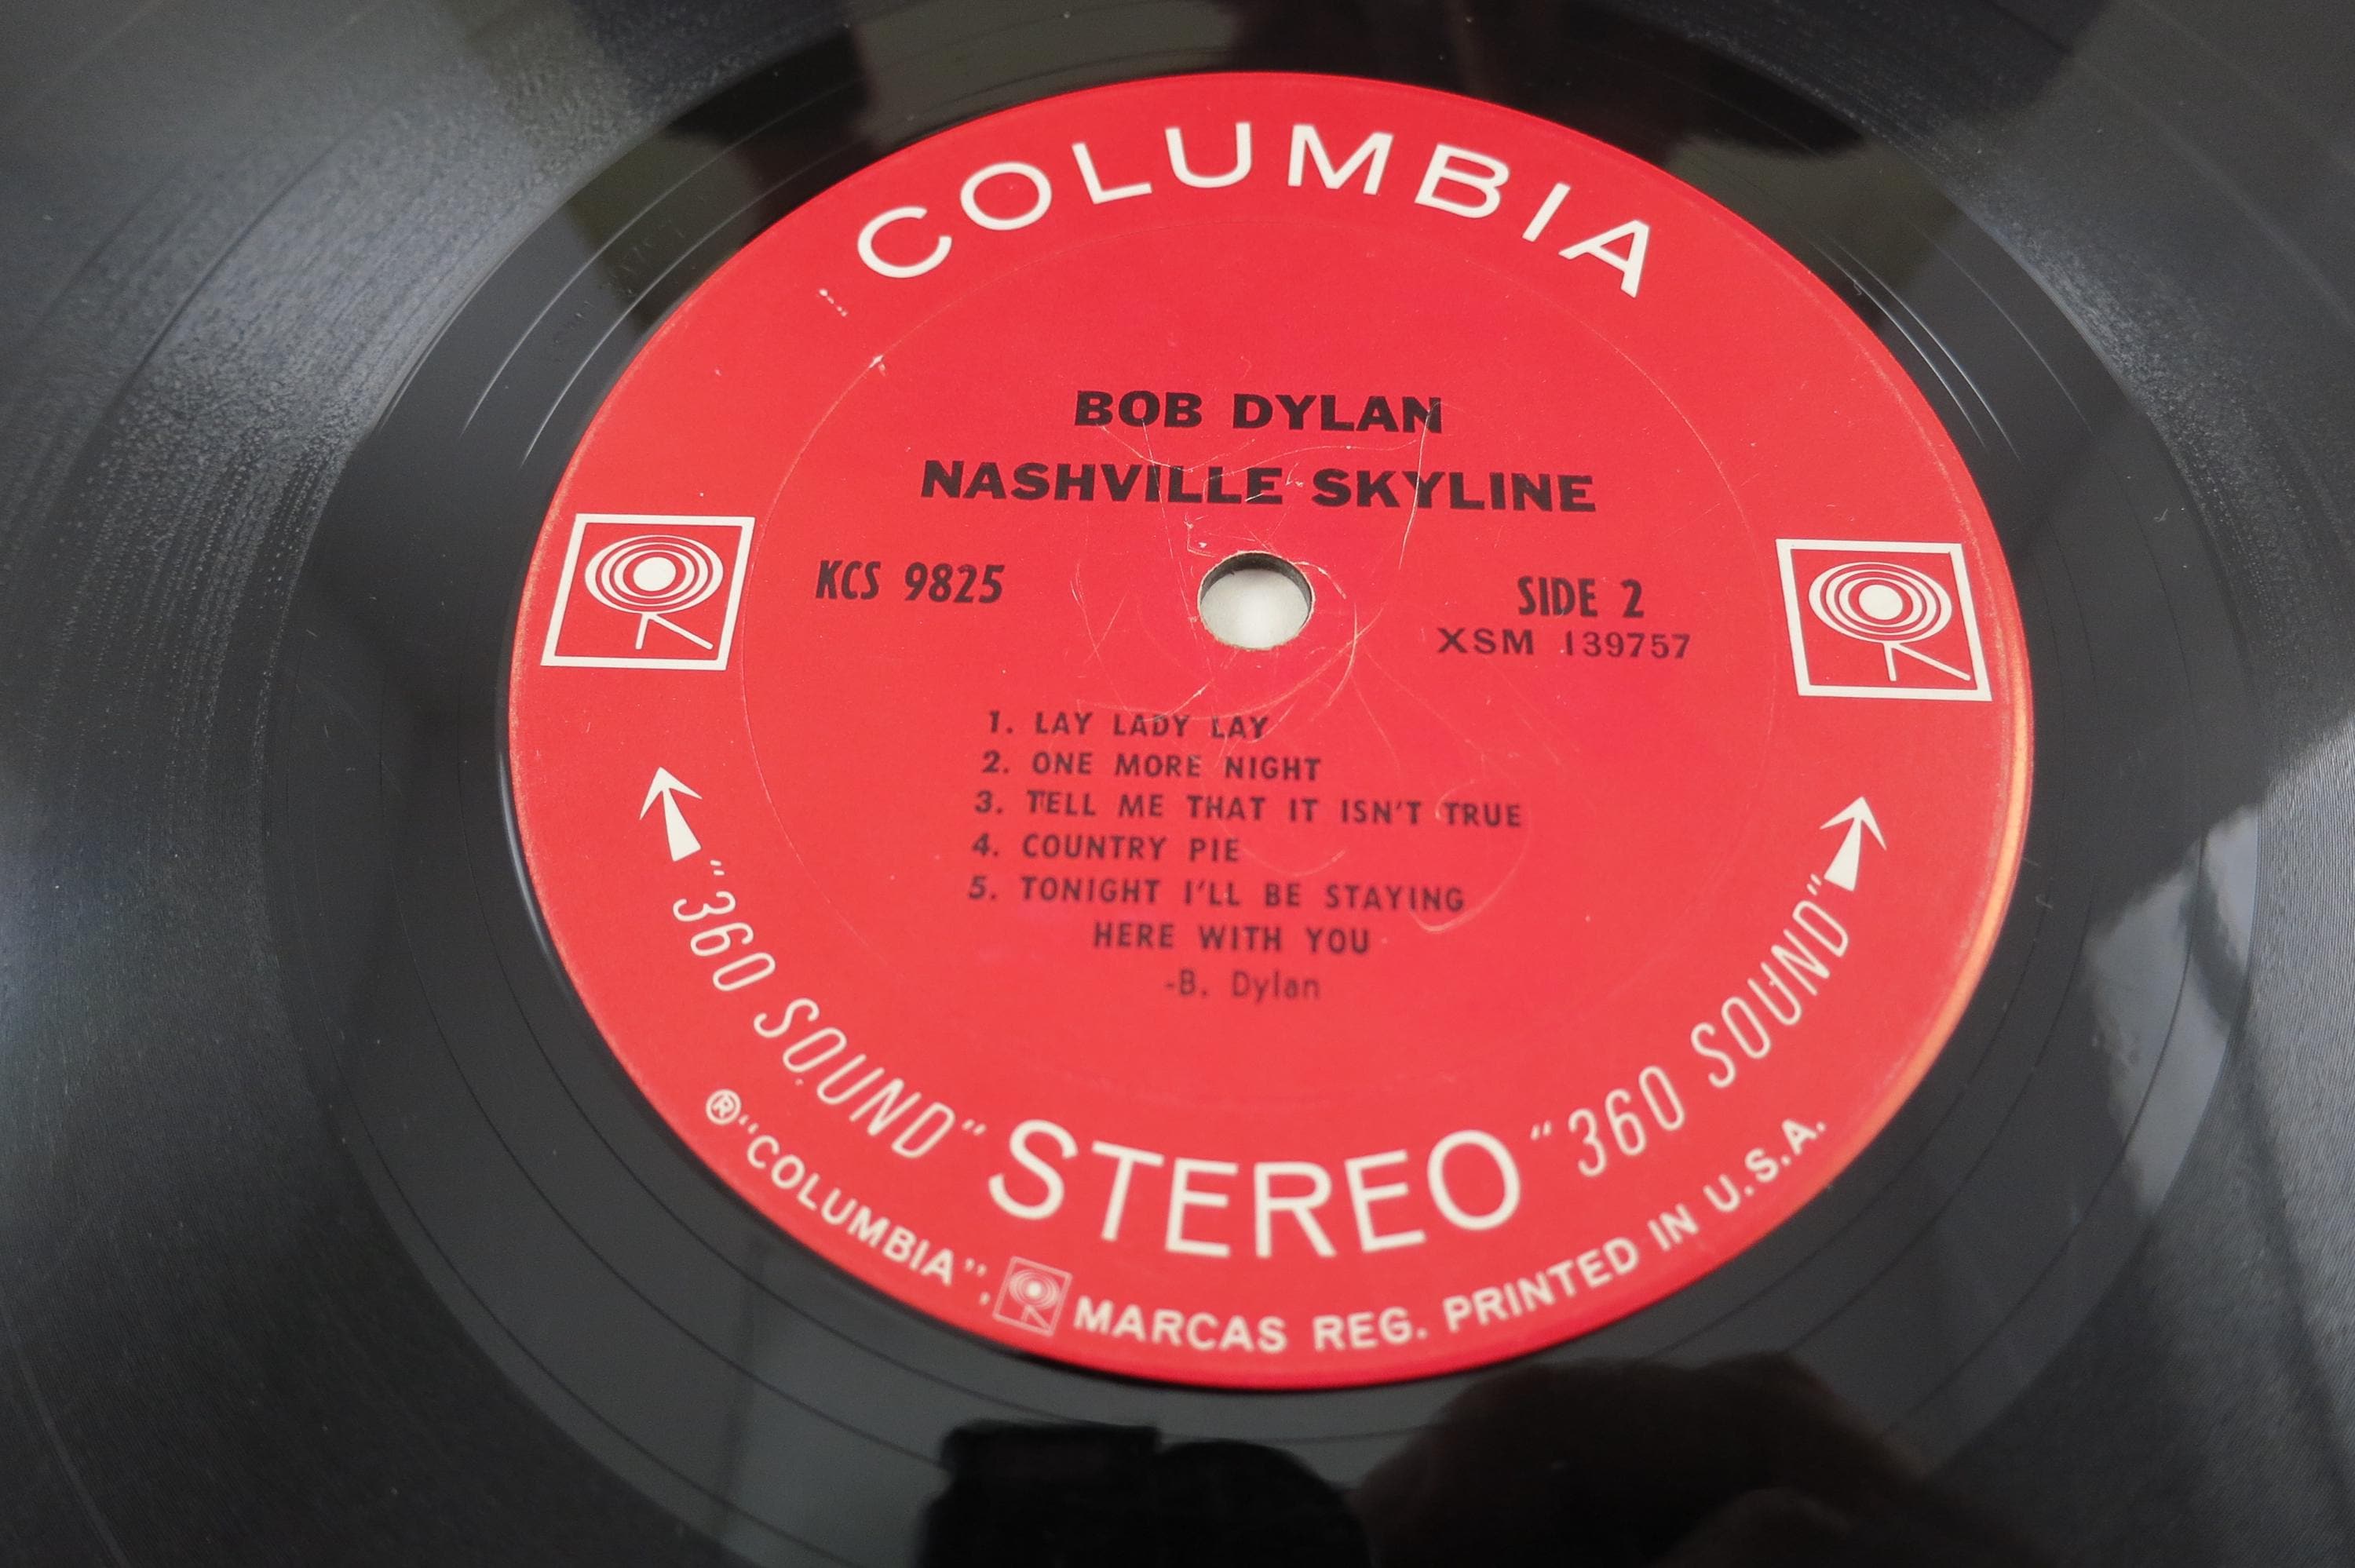 COLUMBIA
BOB DYLAN
NASHVILLE SKYLINE
KCS 9825
SIDE 2
XSM 139757
1. LAY LADY LAY
2. ONE MORE NIGHT
3. TELL ME THAT IT ISN'T TRUE
4. COUNTRY PIE
5. TONIGHT I'LL BE STAYING
HERE WITH YOU
-B. Dylan
"360 SOUND" STEREO "360 SOUND"
® "COLUMBIA", MARCAS REG. PRINTED IN U.S.A.